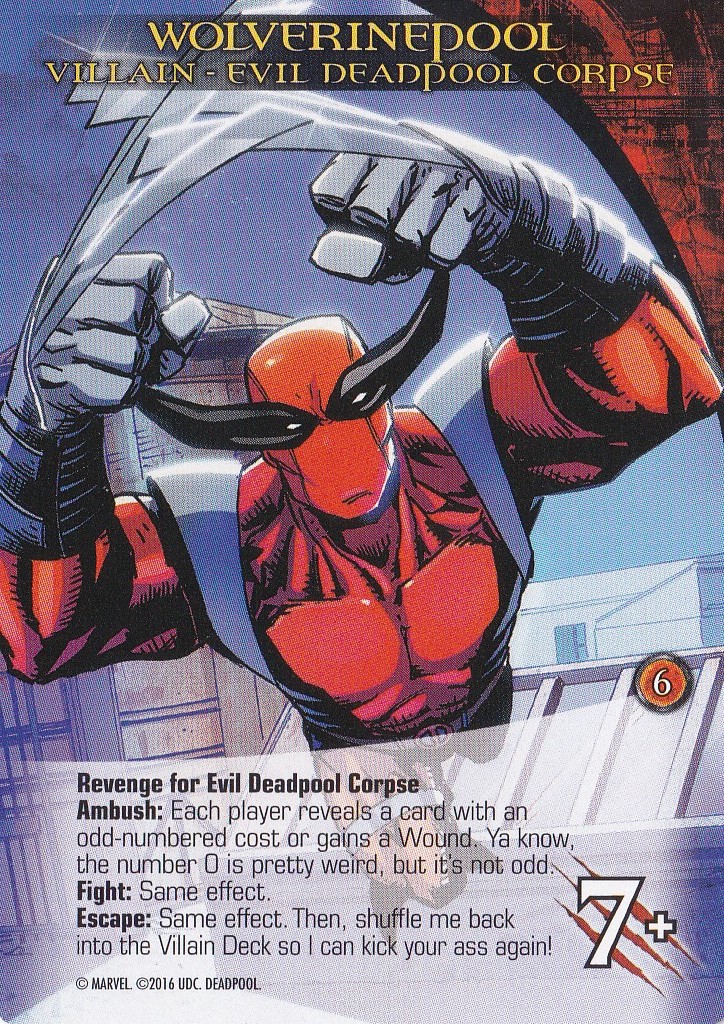 WOLVERINEPOOL
VILLAIN - EVIL DEADPOOL CORPSE
6
Revenge for Evil Deadpool Corpse
Ambush: Each player reveals a card with an
odd-numbered cost or gains a Wound. Ya know,
the number 0 is pretty weird, but it's not odd.
Fight: Same effect.
Escape: Same effect. Then, shuffle me back
into the Villain Deck so I can kick your ass again!
7+
© MARVEL. ©2016 UDC. DEADPOOL.